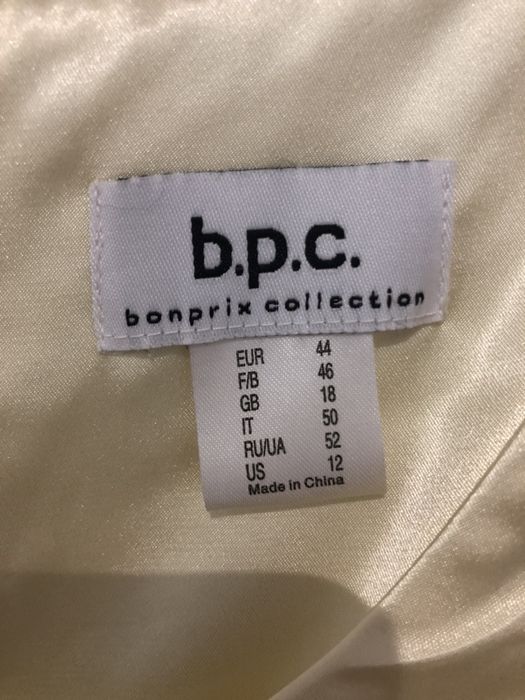 b.p.c.
bonprix collection
EUR 44
F/B 46
GB 18
IT 50
RU/UA 52
US 12
Made in China